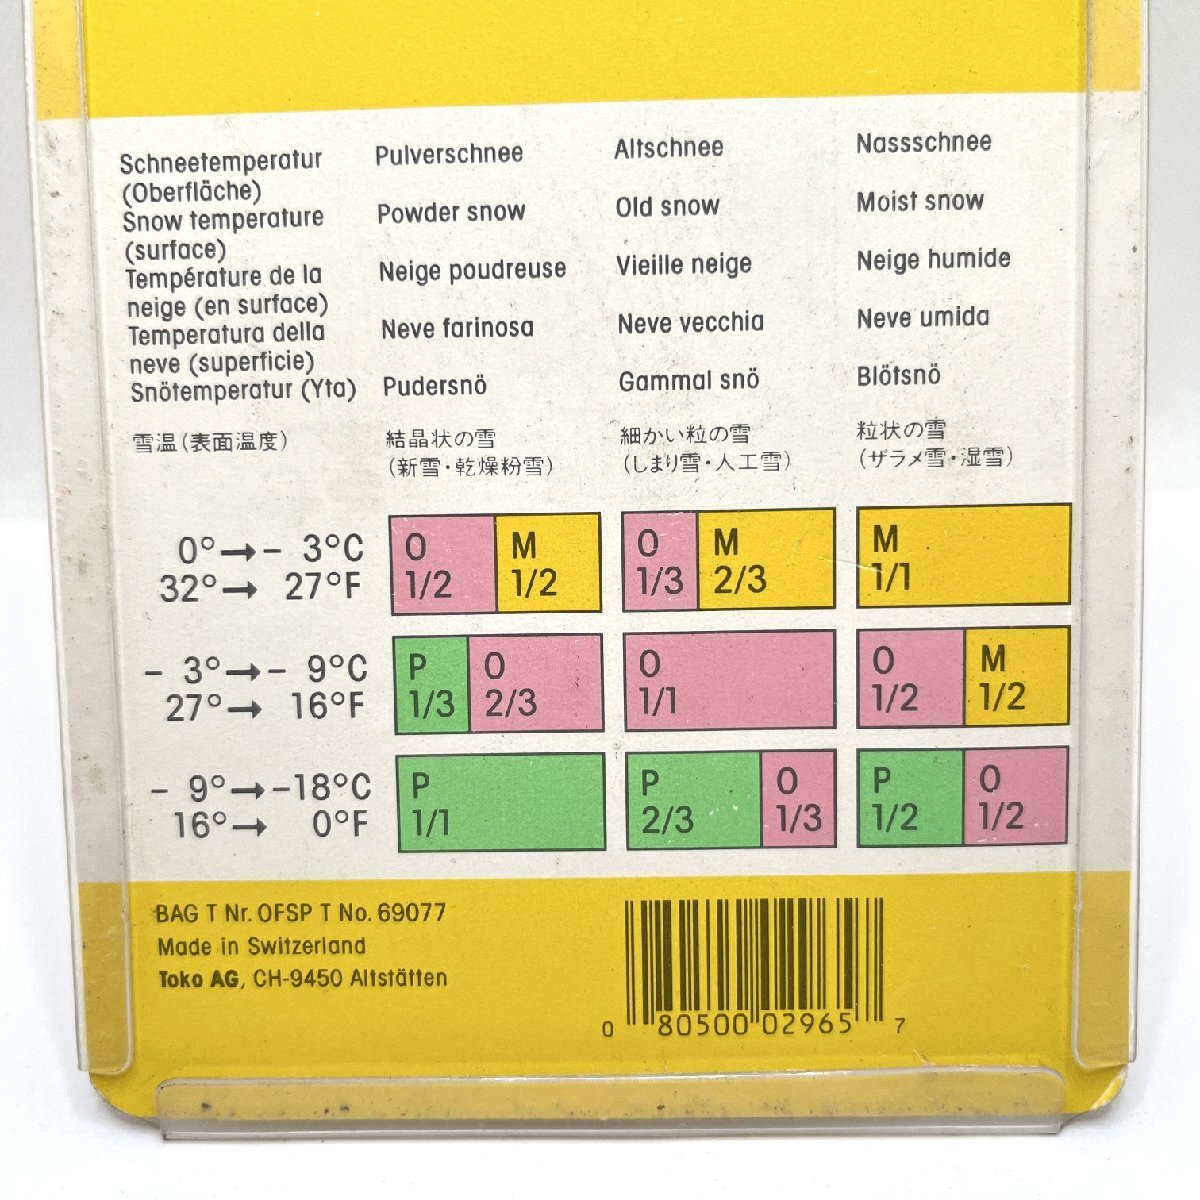 Schneetemperatur
(Oberfläche)
Snow temperature
(surface)
Température de la
neige (en surface)
Temperatura della
neve (superficie)
Snötemperatur (Yta)
雪温(表面温度)
Pulverschnee
Powder snow
Neige poudreuse
Neve farinosa
Pudersnö
結晶状の雪
(新雪・乾燥粉雪)
Altschnee
Old snow
Vieille neige
Neve vecchia
Gammal snö
細かい粒の雪
(しまり雪・人工雪)
Nassschnee
Moist snow
Neige humide
Neve umida
Blötsnö
粒状の雪
(ザラメ雪・湿雪)
0°→- 3°C
32°→ 27°F
O M O M M
1/2 1/2 1/3 2/3 1/1
- 3°→- 9°C
27°→ 16°F
P O O O M
1/3 2/3 1/1 1/2 1/2
- 9°→-18°C
16°→ 0°F
P P O P O
1/1 2/3 1/3 1/2 1/2
BAG T Nr. OFSP T No. 69077
Made in Switzerland
Toko AG, CH-9450 Altstätten
0 80500 02965 7